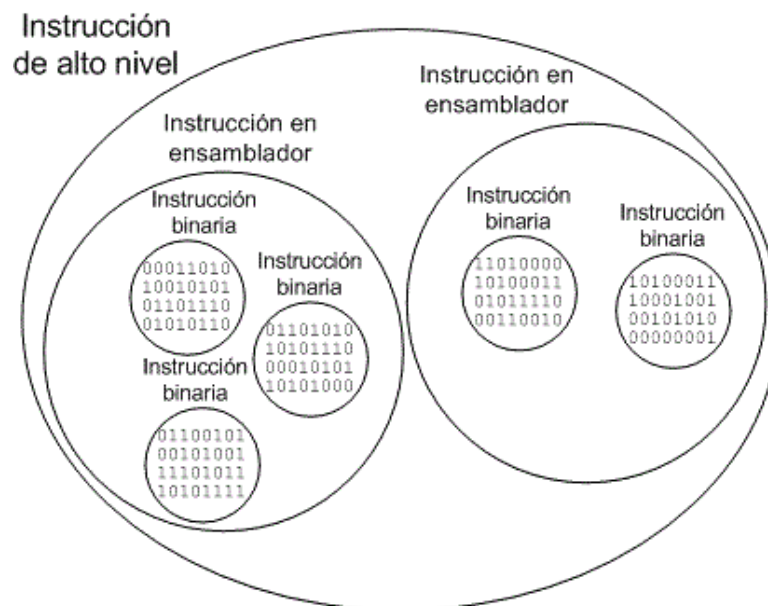 Instrucción
de alto nivel
Instrucción en
ensamblador
Instrucción
binaria
00011010
10010101
01101110
01010110
Instrucción
binaria
01101010
10101110
00010101
10101000
Instrucción
binaria
01100101
00101001
11101011
10101111
Instrucción en
ensamblador
Instrucción
binaria
11010000
10100011
01011110
00110010
Instrucción
binaria
10100011
10001001
00101010
00000001